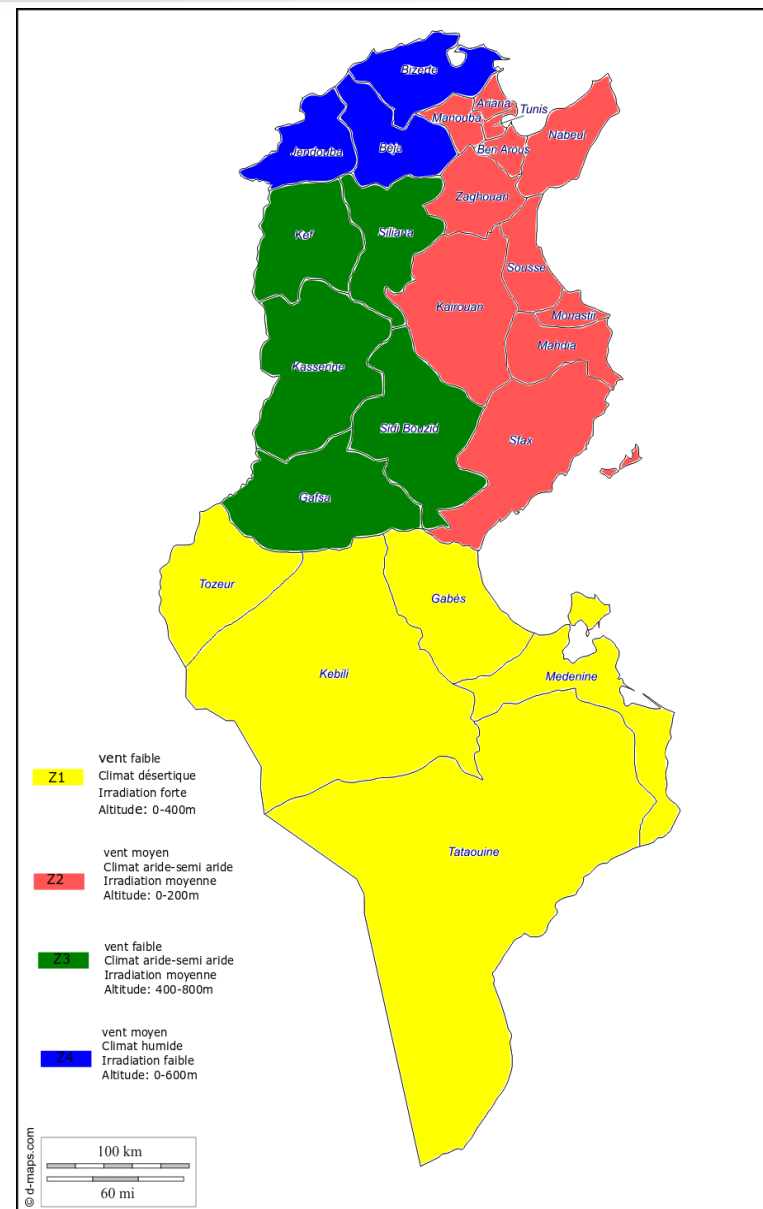 Bizerte
Ariana
Tunis
Manouba
Nabeul
Jendouba
Béja
Ben Arous
Zaghouan
Kef
Siliana
Sousse
Kairouan
Monastir
Mahdia
Kasserine
Sidi Bouzid
Sfax
Gafsa
Tozeur
Gabés
Kebili
Medenine
Tataouine
Z1
vent faible
Climat désertique
Irradiation forte
Altitude: 0-400m
Z2
vent moyen
Climat aride-semi aride
Irradiation moyenne
Altitude: 0-200m
Z3
vent faible
Climat aride-semi aride
Irradiation moyenne
Altitude: 400-800m
Z4
vent moyen
Climat humide
Irradiation faible
Altitude: 0-600m
100 km
60 mi
© d-maps.com